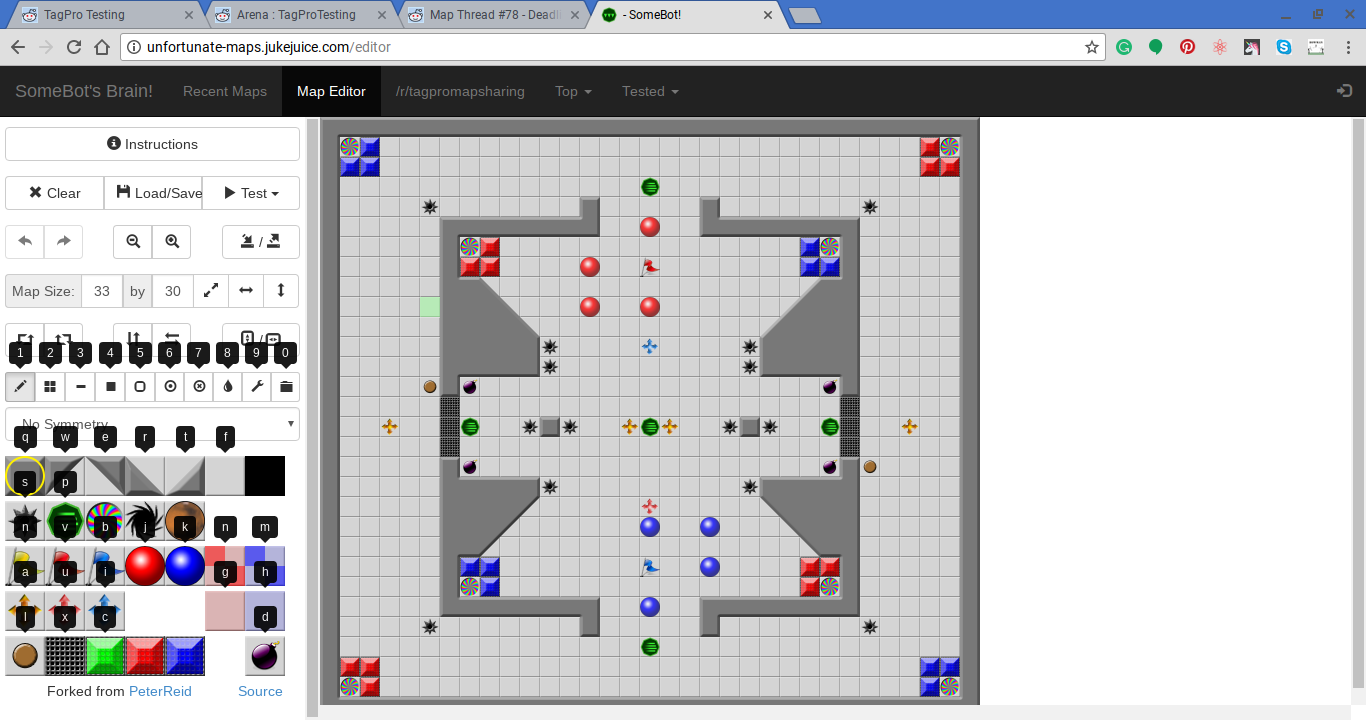 TagPro Testing
Arena : TagProTesting
Map Thread #78 - Deadl
- SomeBot!
unfortunate-maps.jukejuice.com/editor
SomeBot's Brain! Recent Maps Map Editor /r/tagpromapsharing Top Tested
Instructions
Clear Load/Save Test
/
Map Size: 33 by 30
/
1 2 3 4 5 6 7 8 9 0
No Symmetry
q w e r t f
s p
n v b j k n m
a u i g h
l x c d
Forked from PeterReid Source